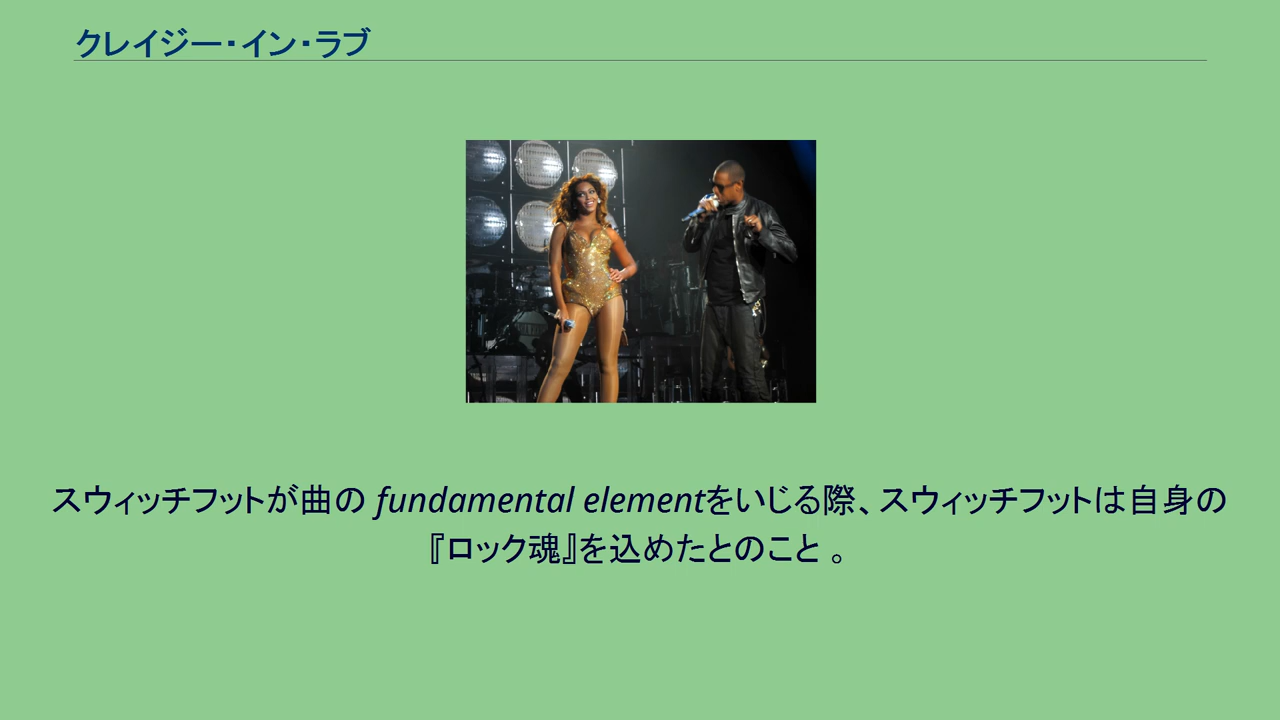 クレイジー・イン・ラブ
スウィッチフットが曲の fundamental elementをいじる際、スウィッチフットは自身の
『ロック魂』を込めたとのこと 。